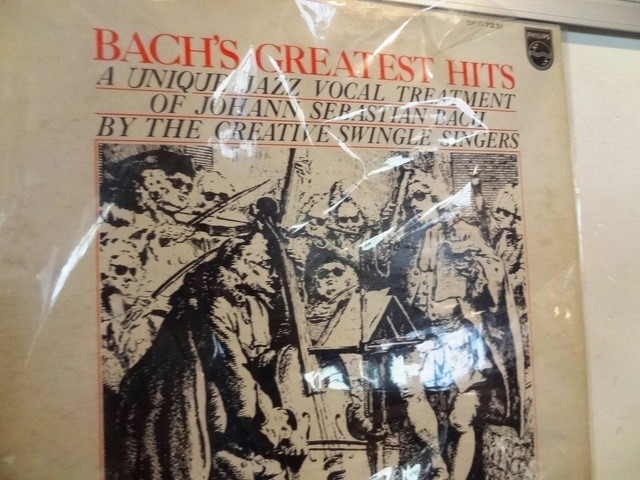 PHILIPS
BACH'S GREATEST HITS
A UNIQUE JAZZ VOCAL TREATMENT
OF JOHANN SEBASTIAN BACH
BY THE CREATIVE SWINGLE SINGERS